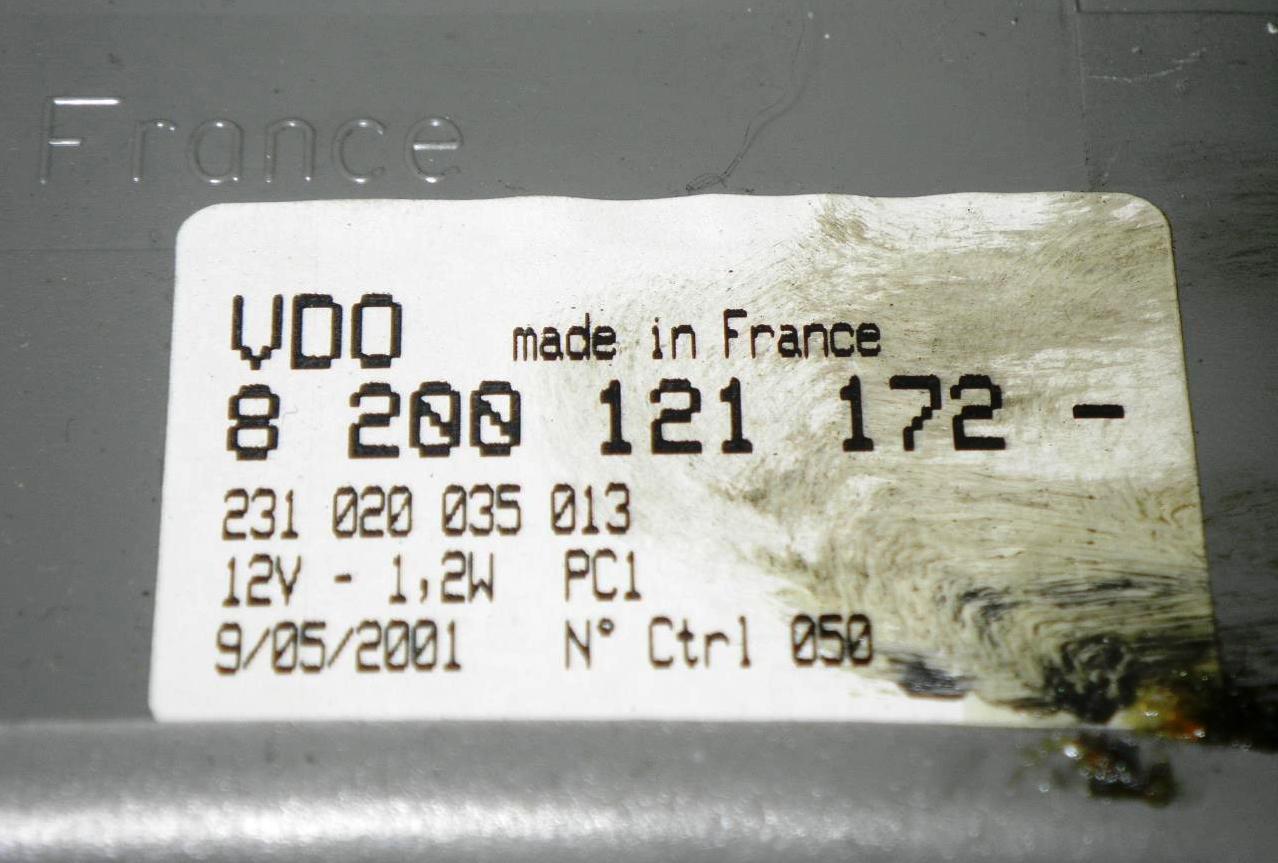 France
VDO made in France
8 200 121 172 -
231 020 035 013
12V - 1,2W PC1
9/05/2001 N° Ctrl 050